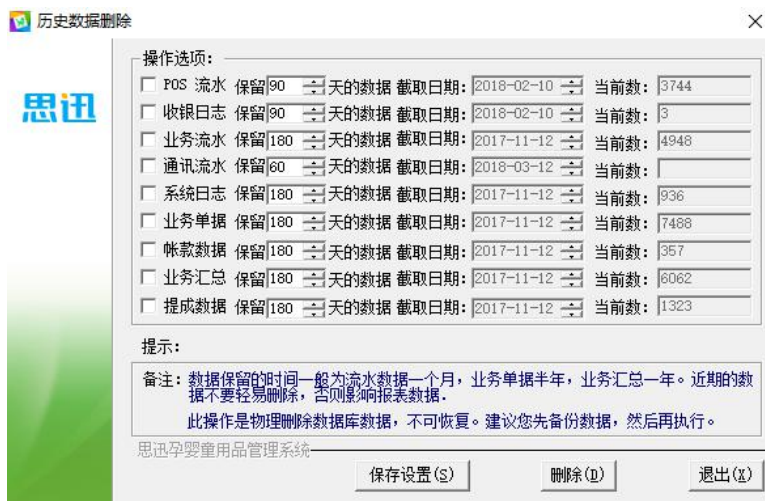 历史数据删除
思迅
操作选项:
POS 流水 保留 90 天的数据 截取日期: 2018-02-10 当前数: 3744
收银日志 保留 90 天的数据 截取日期: 2018-02-10 当前数: 3
业务流水 保留 180 天的数据 截取日期: 2017-11-12 当前数: 4948
通讯流水 保留 60 天的数据 截取日期: 2018-03-12 当前数:
系统日志 保留 180 天的数据 截取日期: 2017-11-12 当前数: 936
业务单据 保留 180 天的数据 截取日期: 2017-11-12 当前数: 7488
帐款数据 保留 180 天的数据 截取日期: 2017-11-12 当前数: 357
业务汇总 保留 180 天的数据 截取日期: 2017-11-12 当前数: 6062
提成数据 保留 180 天的数据 截取日期: 2017-11-12 当前数: 1323
提示:
备注: 数据保留的时间一般为流水数据一个月，业务单据半年，业务汇总一年。近期的数
据不要轻易删除，否则影响报表数据.
此操作是物理删除数据库数据，不可恢复。建议您先备份数据，然后再执行。
思迅孕婴童用品管理系统
保存设置(S) 删除(D) 退出(X)